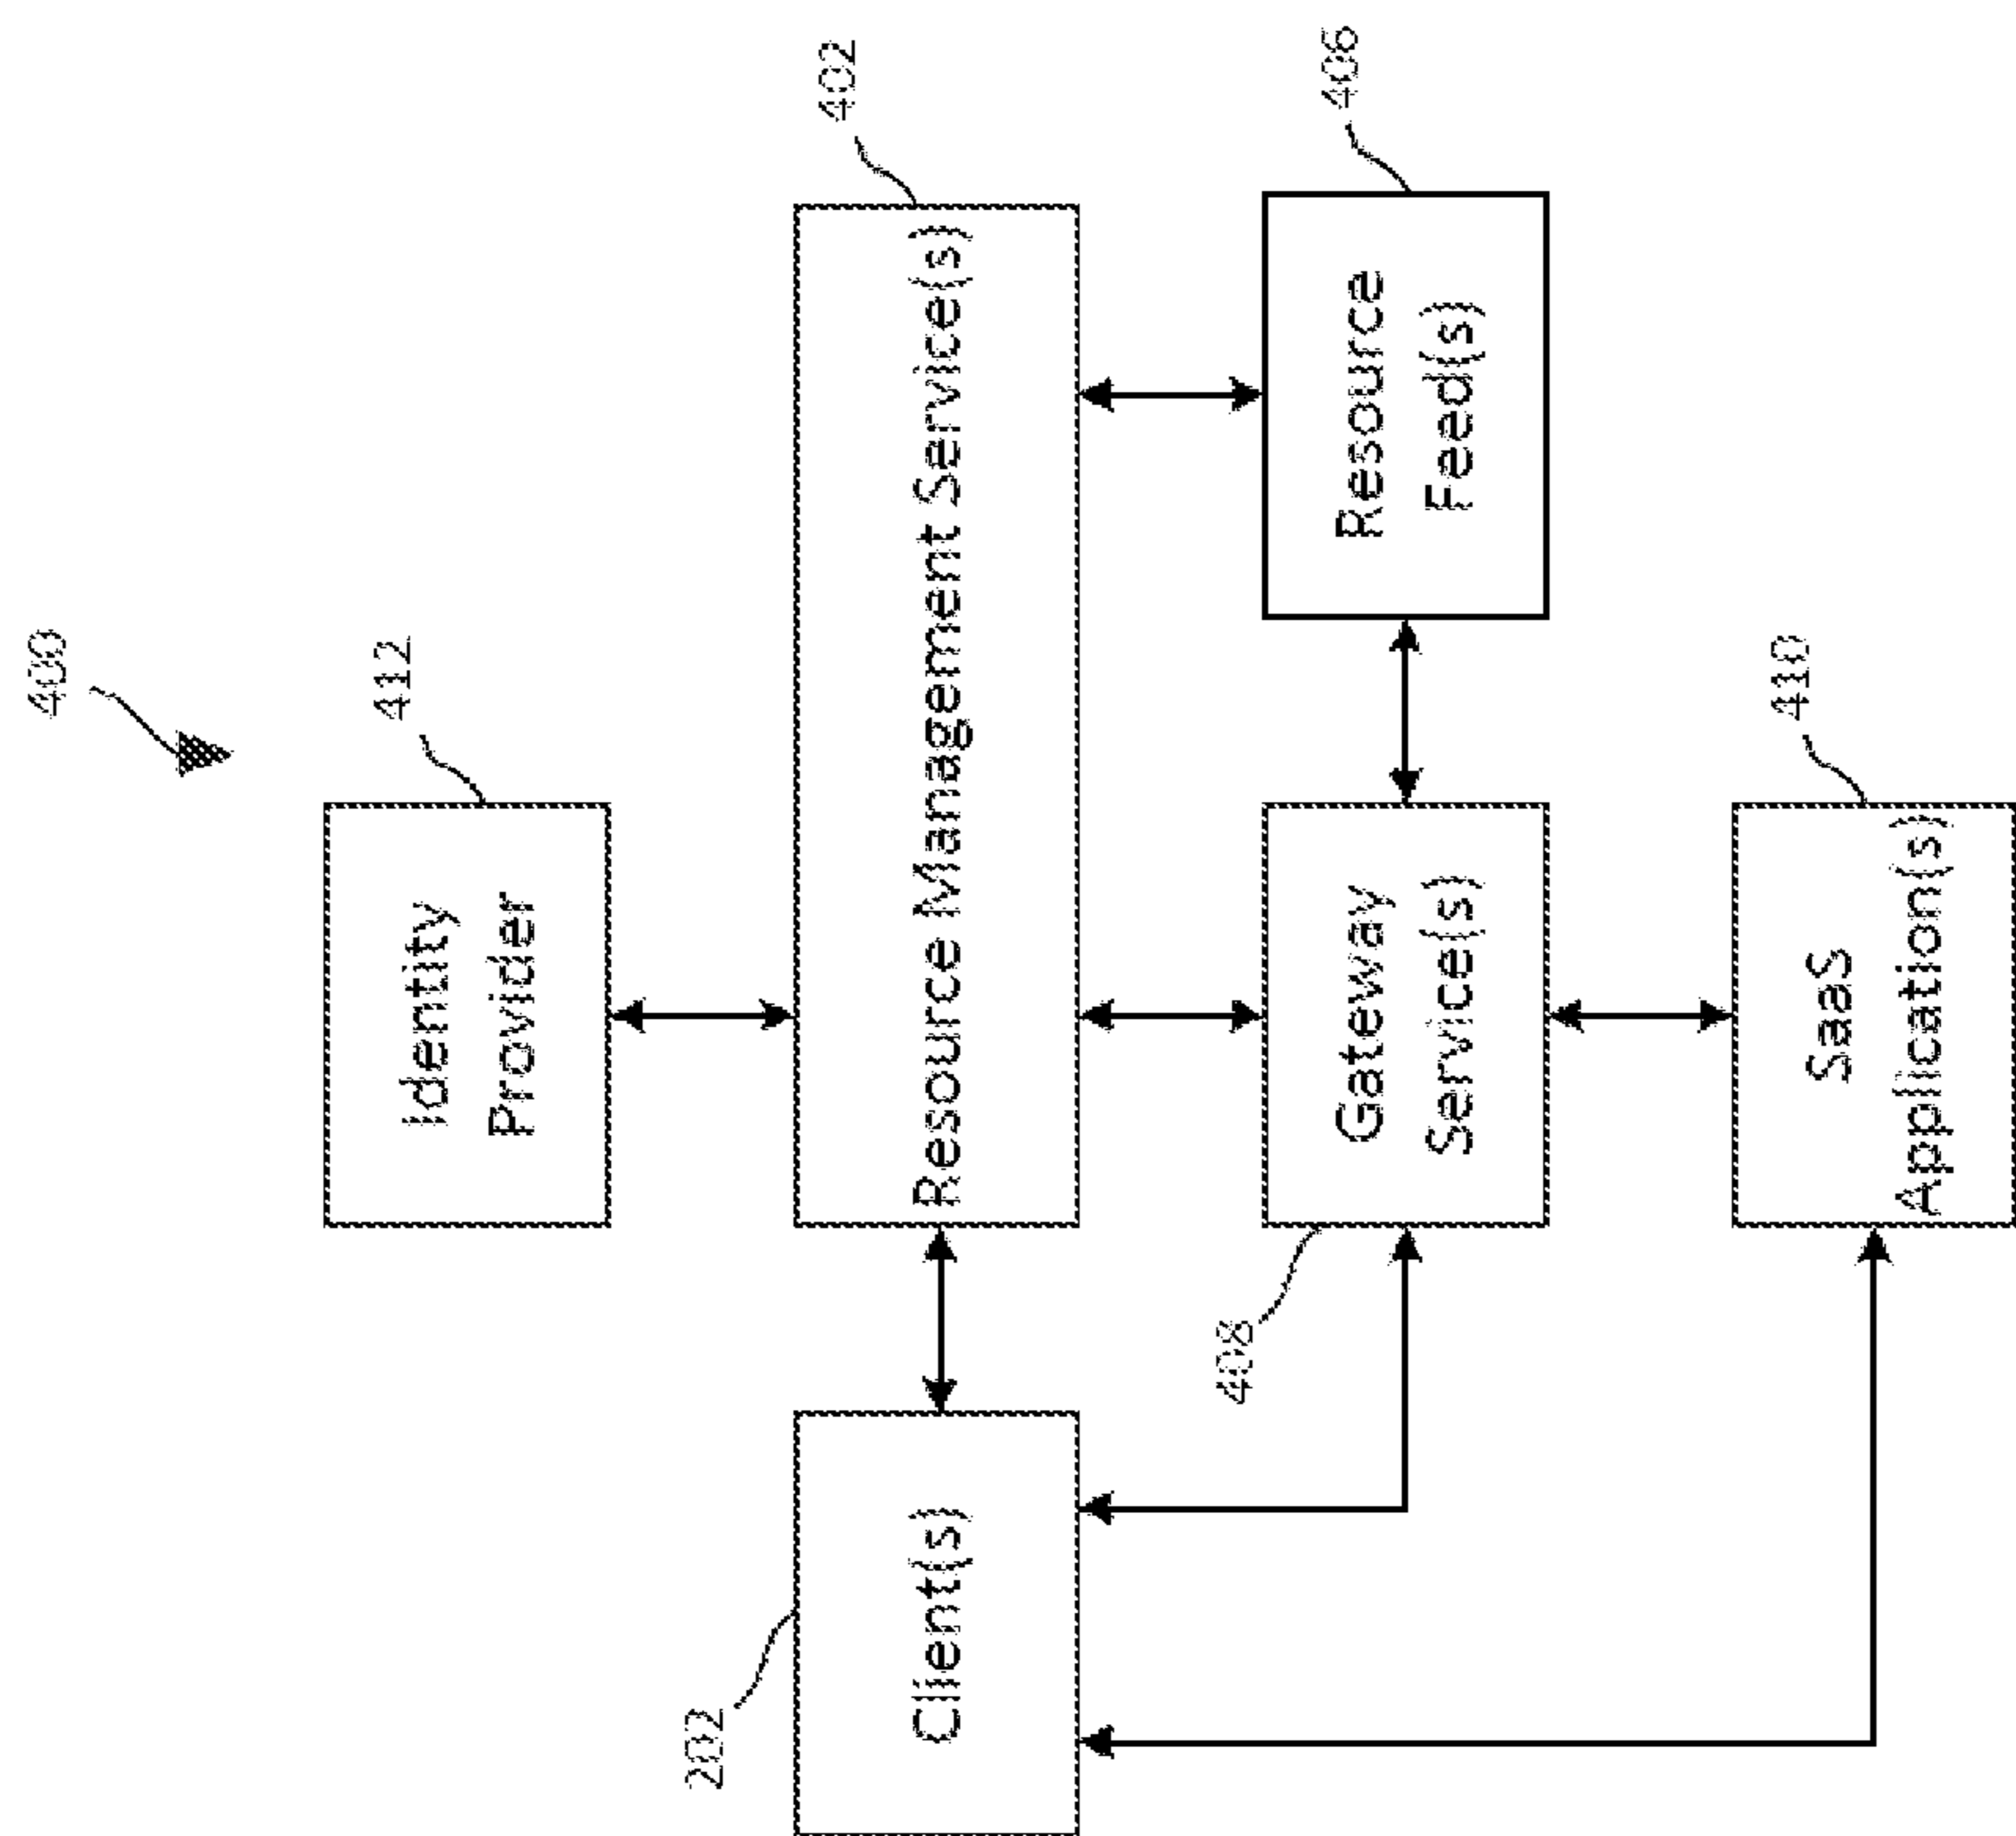 400
412
Identity
Provider
402
Resource Management Service(s)
202
Client(s)
406
Resource
Feed(s)
408
Gateway
Service(s)
410
SaaS
Application(s)